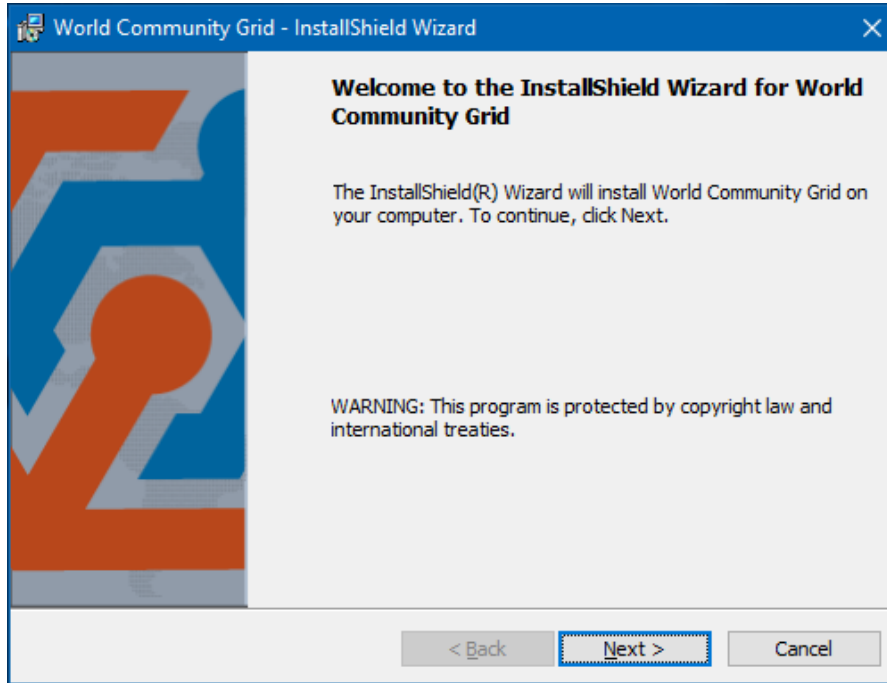 World Community Grid - InstallShield Wizard
Welcome to the InstallShield Wizard for World
Community Grid
The InstallShield(R) Wizard will install World Community Grid on
your computer. To continue, click Next.
WARNING: This program is protected by copyright law and
international treaties.
< Back
Next >
Cancel